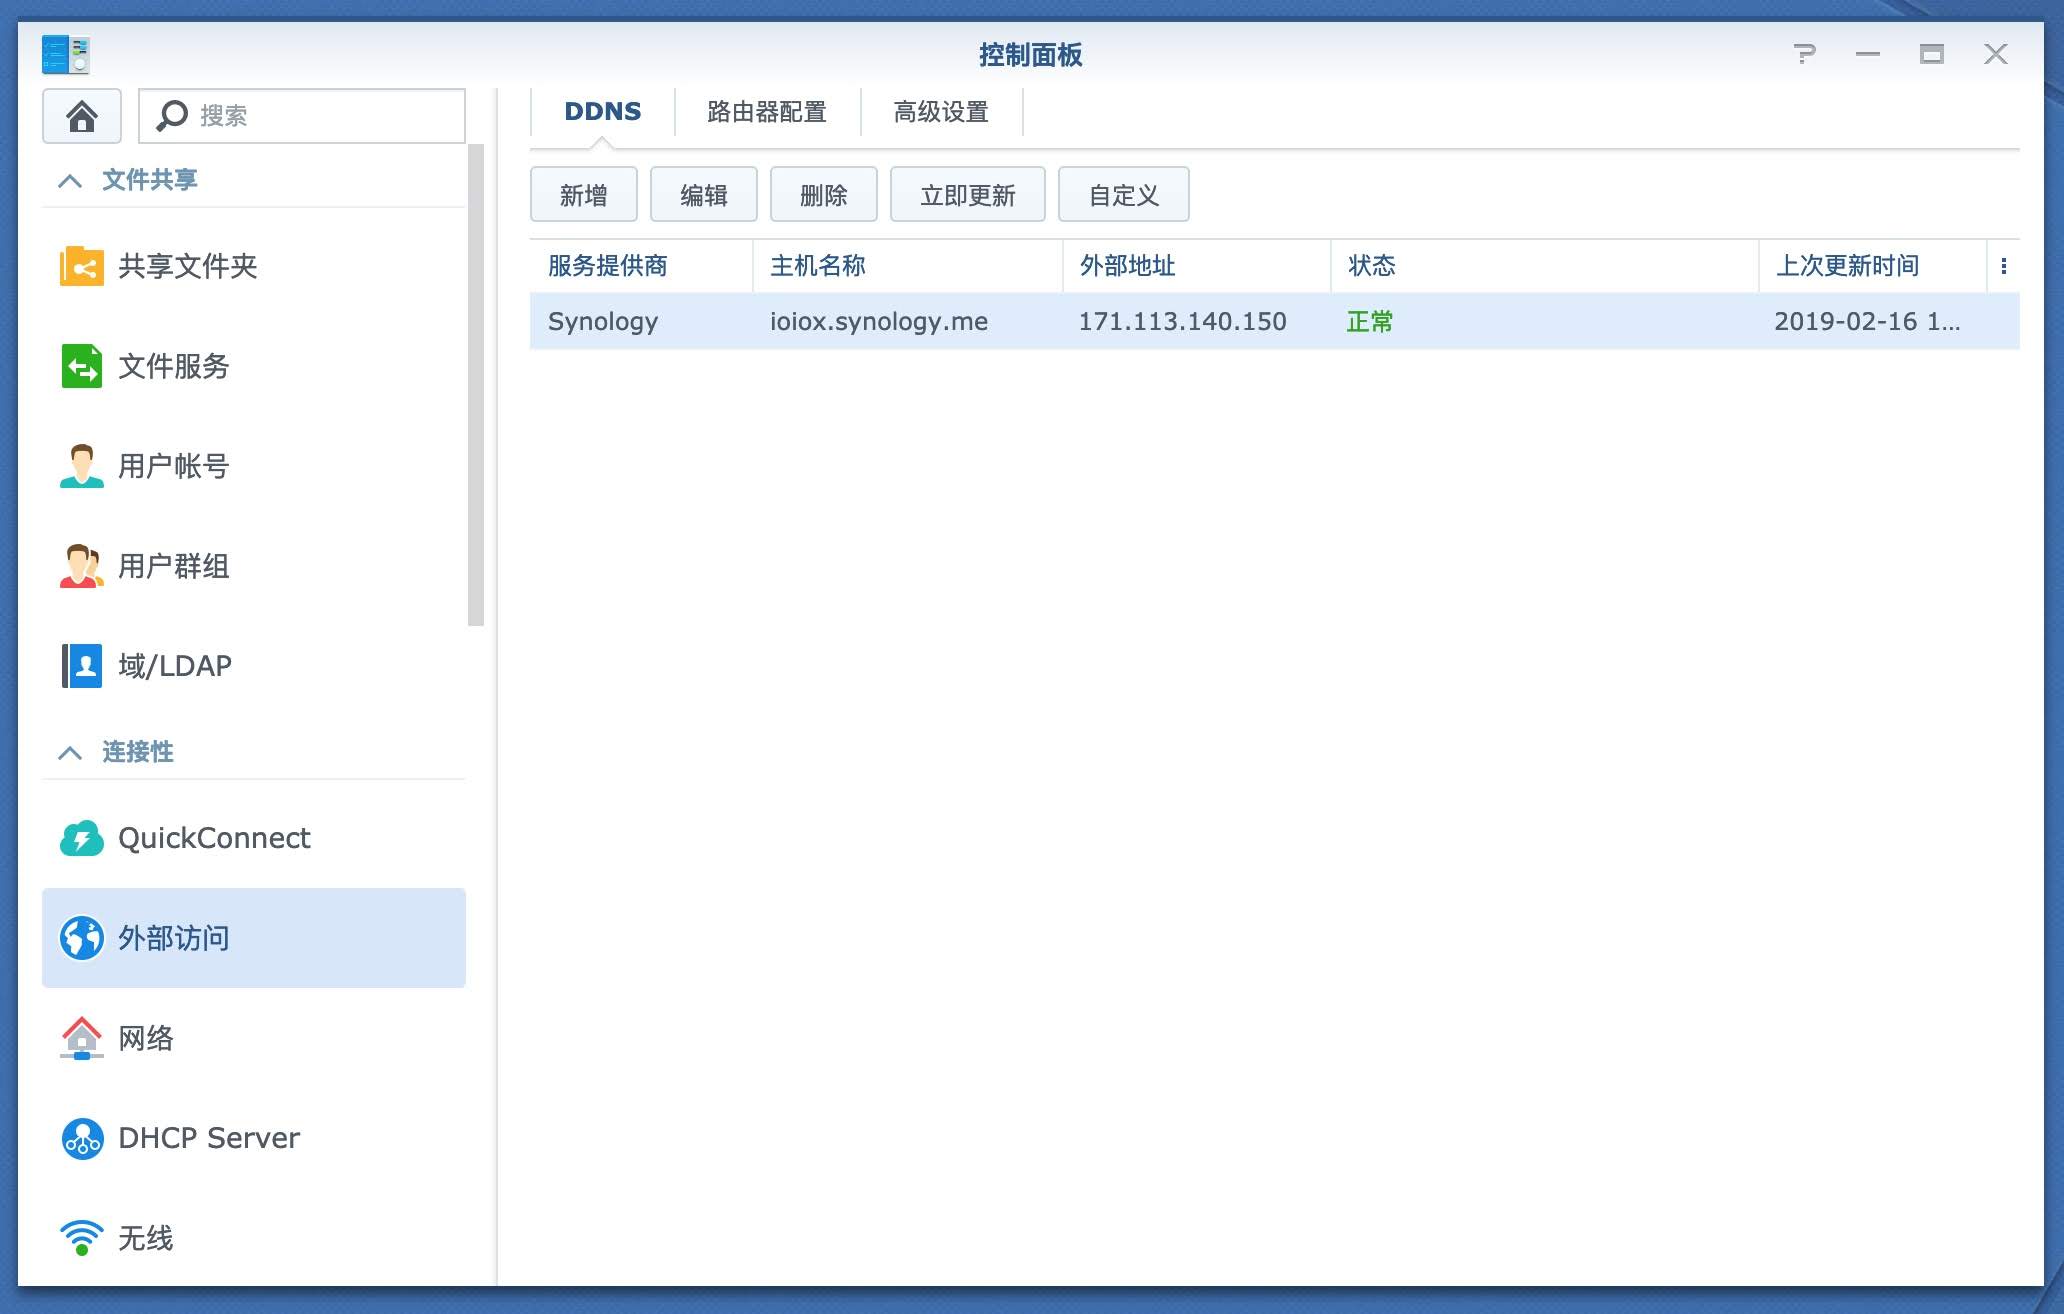 控制面板
搜索
文件共享
共享文件夹
文件服务
用户帐号
用户群组
域/LDAP
连接性
QuickConnect
外部访问
网络
DHCP Server
无线
DDNS 路由器配置 高级设置
新增 编辑 删除 立即更新 自定义
服务提供商 主机名称 外部地址 状态 上次更新时间
Synology ioiox.synology.me 171.113.140.150 正常 2019-02-16 1...